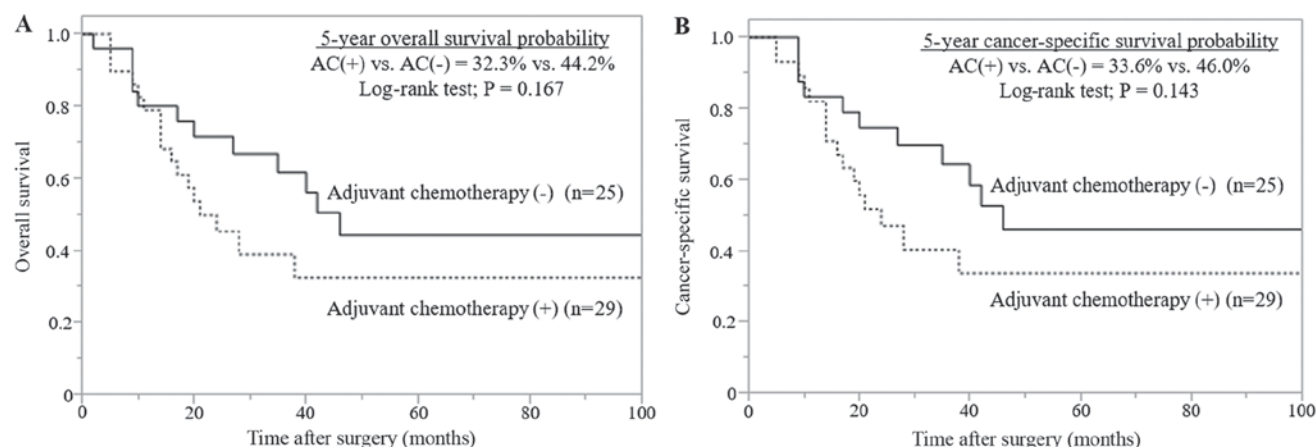 A
5-year overall survival probability
AC(+) vs. AC(-) = 32.3% vs. 44.2%
Log-rank test; P = 0.167
Adjuvant chemotherapy (-) (n=25)
Adjuvant chemotherapy (+) (n=29)
Overall survival
1.0
0.8
0.6
0.4
0.2
0
0 20 40 60 80 100
Time after surgery (months)
B
5-year cancer-specific survival probability
AC(+) vs. AC(-) = 33.6% vs. 46.0%
Log-rank test; P = 0.143
Adjuvant chemotherapy (-) (n=25)
Adjuvant chemotherapy (+) (n=29)
Cancer-specific survival
1.0
0.8
0.6
0.4
0.2
0
0 20 40 60 80 100
Time after surgery (months)